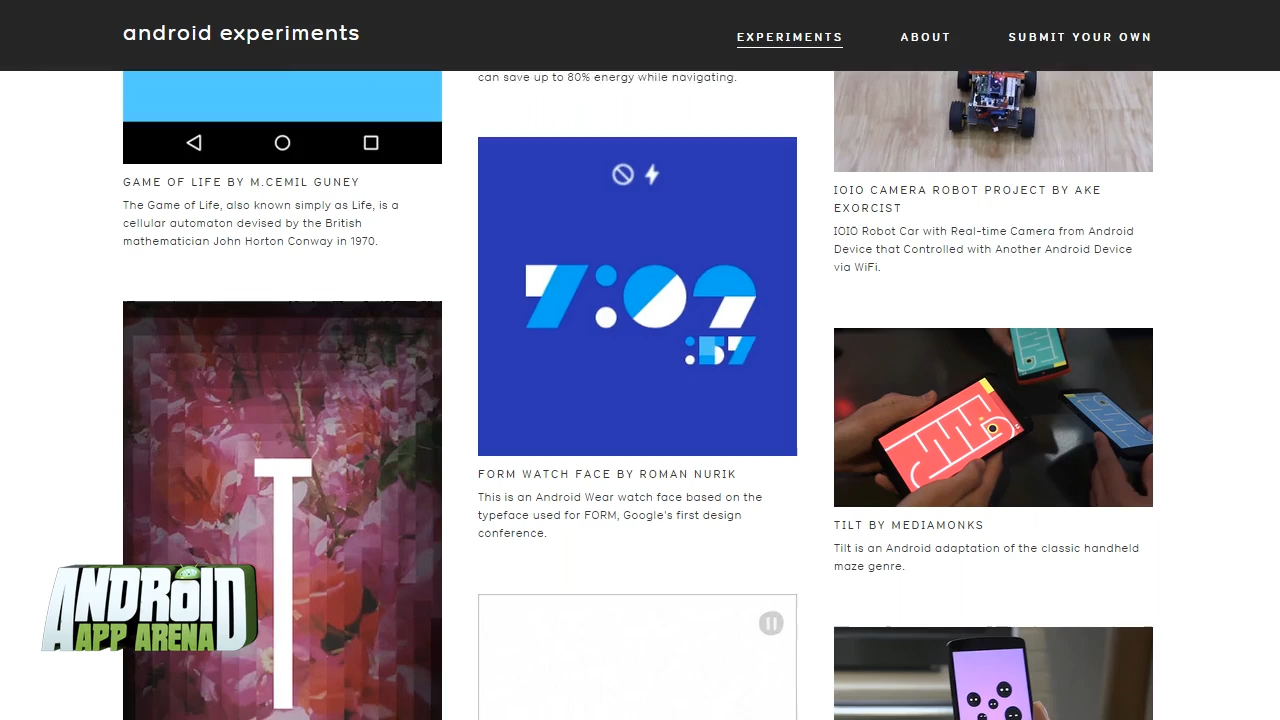 android experiments
EXPERIMENTS
ABOUT
SUBMIT YOUR OWN
GAME OF LIFE BY M.CEMIL GUNEY
The Game of Life, also known simply as Life, is a
cellular automaton devised by the British
mathematician John Horton Conway in 1970.
T
ANDROID
APP ARENA
can save up to 80% energy while navigating.
7:02
:57
FORM WATCH FACE BY ROMAN NURIK
This is an Android Wear watch face based on the
typeface used for FORM, Google's first design
conference.
IOIO CAMERA ROBOT PROJECT BY AKE
EXORCIST
IOIO Robot Car with Real-time Camera from Android
Device that Controlled with Another Android Device
via WiFi.
TILT BY MEDIAMONKS
Tilt is an Android adaptation of the classic handheld
maze genre.